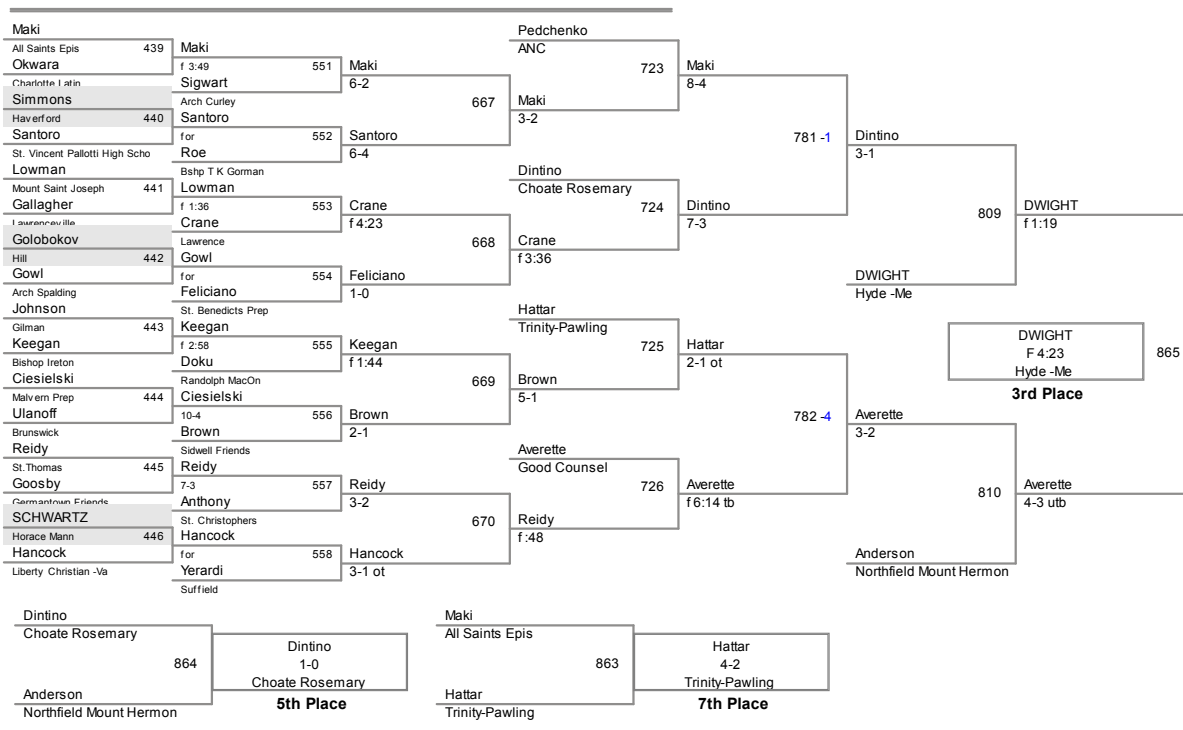 Maki
All Saints Epis 439
Okwara
Charlotte Latin
Simmons
Haverford 440
Santoro
St. Vincent Pallotti High Scho
Lowman
Mount Saint Joseph 441
Gallagher
Lawrenceville
Golobokov
Hill 442
Gowl
Arch Spalding
Johnson
Gilman 443
Keegan
Bishop Ireton
Ciesielski
Malvern Prep 444
Ulanoff
Brunswick
Reidy
St.Thomas 445
Goosby
Germantown Friends
SCHWARTZ
Horace Mann 446
Hancock
Liberty Christian -Va
Maki
f 3:49 551
Sigwart
Arch Curley
Santoro
for 552
Roe
Bshp T K Gorman
Lowman
f 1:36 553
Crane
Lawrence
Gowl
for 554
Feliciano
St. Benedicts Prep
Keegan
f 2:58 555
Doku
Randolph MacOn
Ciesielski
10-4 556
Brown
Sidwell Friends
Reidy
7-3 557
Anthony
St. Christophers
Hancock
for 558
Yerardi
Suffield
Maki
6-2
667
Santoro
6-4
Crane
f 4:23
668
Feliciano
1-0
Keegan
f 1:44
669
Brown
2-1
Reidy
3-2
670
Hancock
3-1 ot
Pedchenko
ANC
723
Maki
3-2
Dintino
Choate Rosemary
724
Crane
f 3:36
Hattar
Trinity-Pawling
725
Brown
5-1
Averette
Good Counsel
726
Reidy
f :48
Maki
8-4
781 -1
Dintino
7-3
Hattar
2-1 ot
782 -4
Averette
f 6:14 tb
Dintino
3-1
809
DWIGHT
Hyde -Me
Averette
3-2
810
Anderson
Northfield Mount Hermon
DWIGHT
f 1:19
DWIGHT
F 4:23
Hyde -Me
865
3rd Place
Averette
4-3 utb
Dintino
Choate Rosemary
864
Anderson
Northfield Mount Hermon
Dintino
1-0
Choate Rosemary
5th Place
Maki
All Saints Epis
863
Hattar
Trinity-Pawling
Hattar
4-2
Trinity-Pawling
7th Place